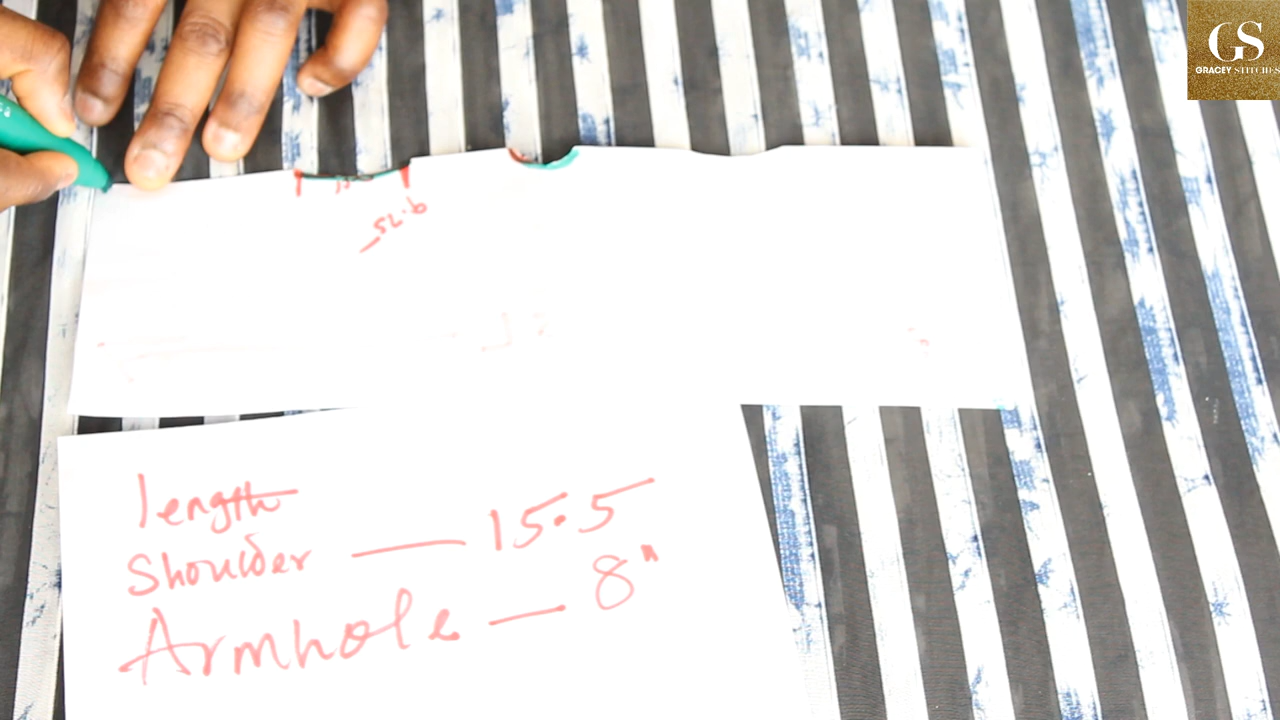 GS
GRACEY STITCHES
length
Shoulder — 15.5
Armhole — 8"